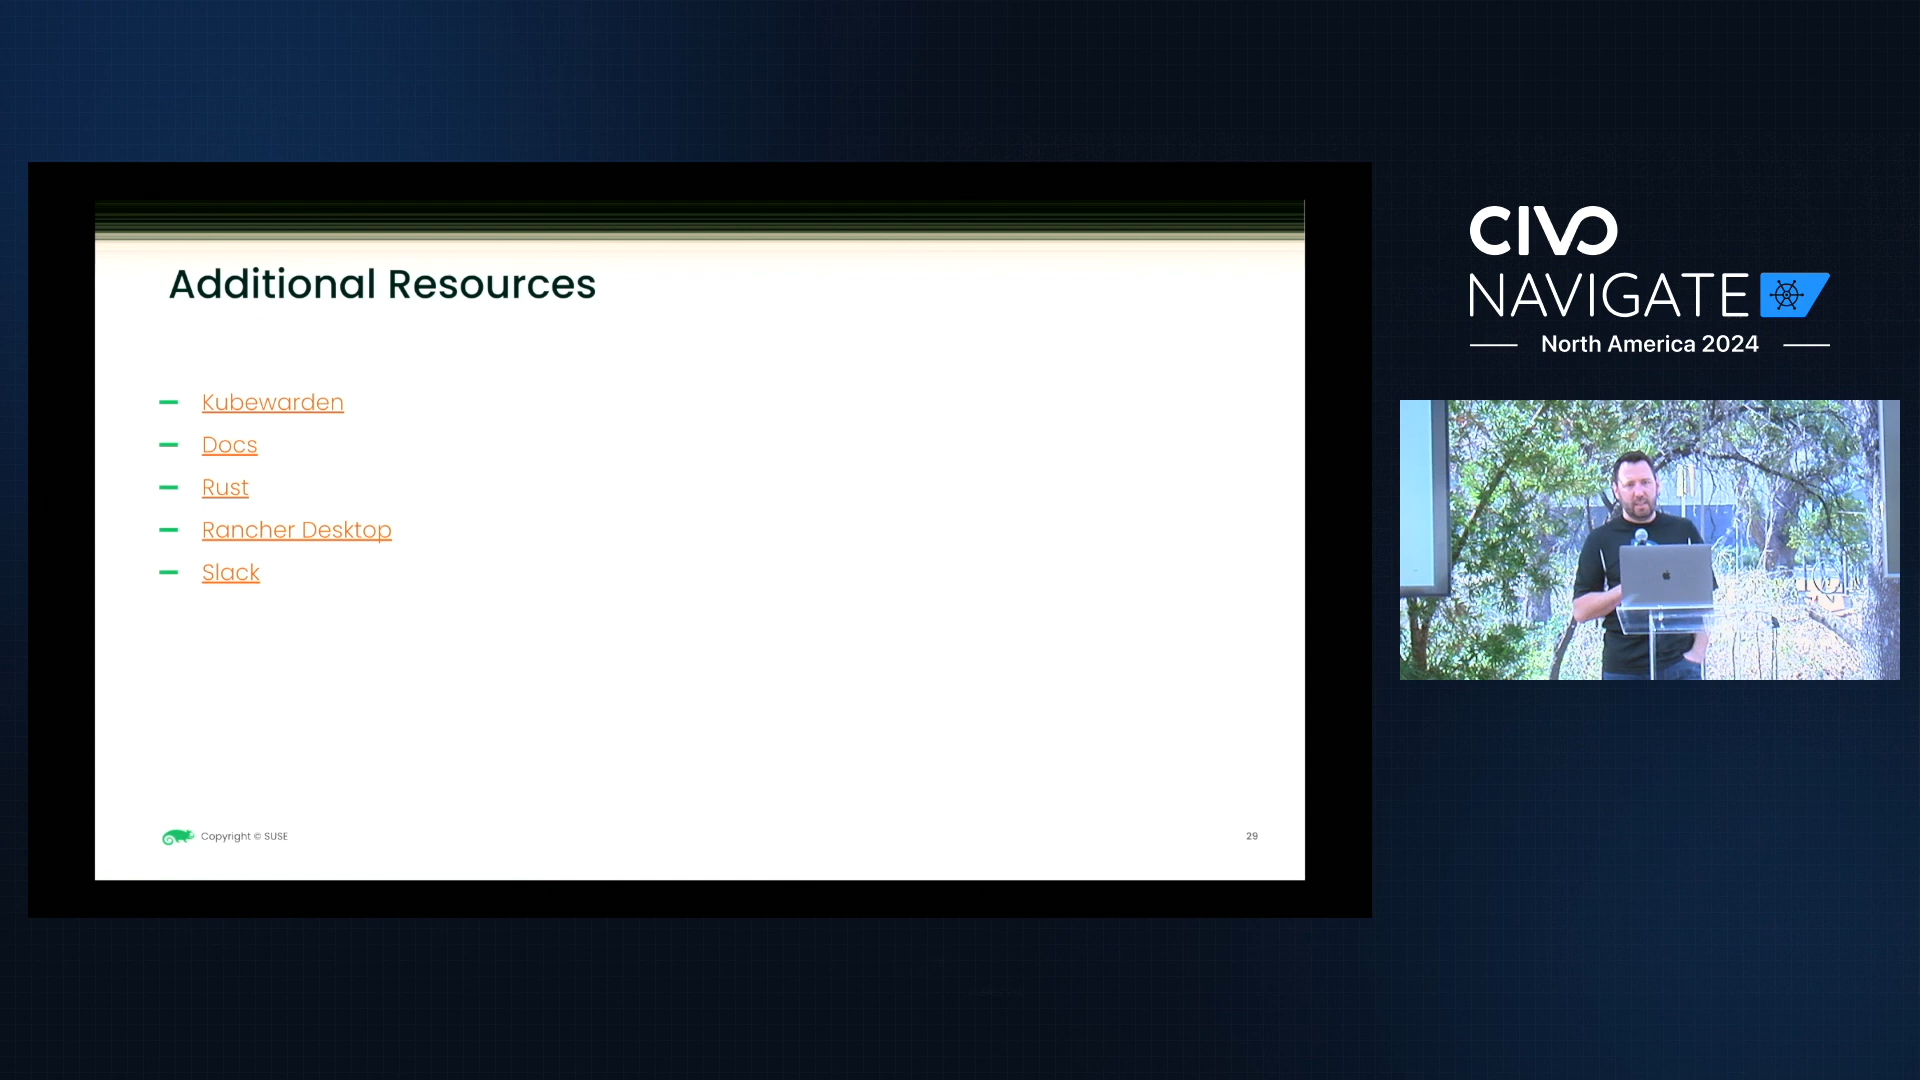 Additional Resources
Kubewarden
Docs
Rust
Rancher Desktop
Slack
Copyright © SUSE
29
CIVO
NAVIGATE
North America 2024